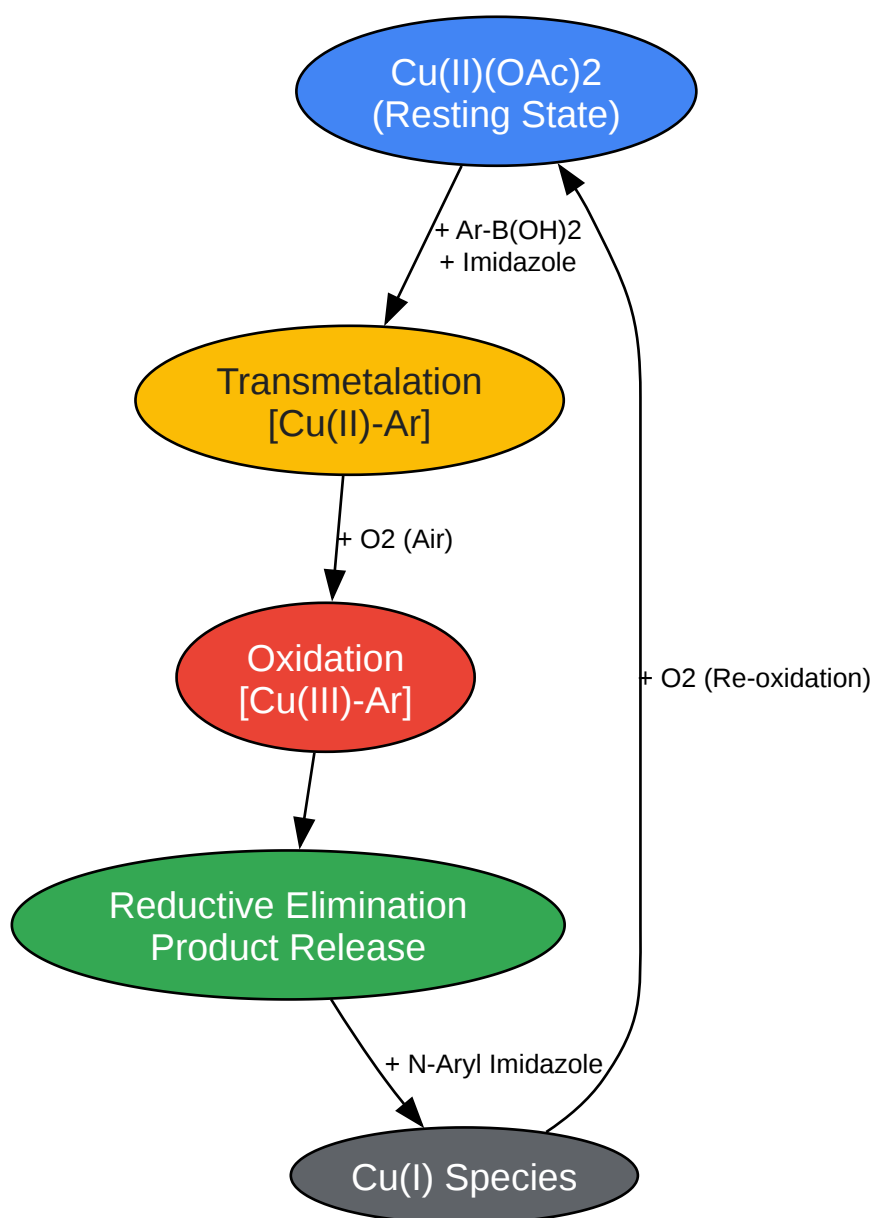 Cu(II)(OAc)2
(Resting State)
+ Ar-B(OH)2
+ Imidazole
Transmetalation
[Cu(II)-Ar]
+ O2 (Air)
Oxidation
[Cu(III)-Ar]
+ O2 (Re-oxidation)
Reductive Elimination
Product Release
+ N-Aryl Imidazole
Cu(I) Species